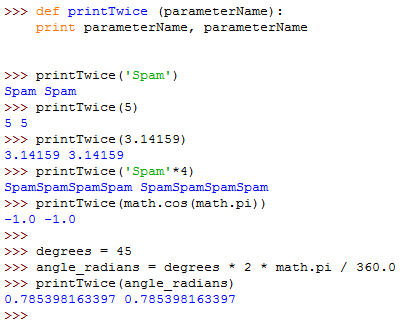 >>> def printTwice (parameterName):
    print parameterName, parameterName
>>> printTwice('Spam')
Spam Spam
>>> printTwice(5)
5 5
>>> printTwice(3.14159)
3.14159 3.14159
>>> printTwice('Spam'*4)
SpamSpamSpamSpam SpamSpamSpamSpam
>>> printTwice(math.cos(math.pi))
-1.0 -1.0
>>>
>>> degrees = 45
>>> angle_radians = degrees * 2 * math.pi / 360.0
>>> printTwice(angle_radians)
0.785398163397 0.785398163397
>>>